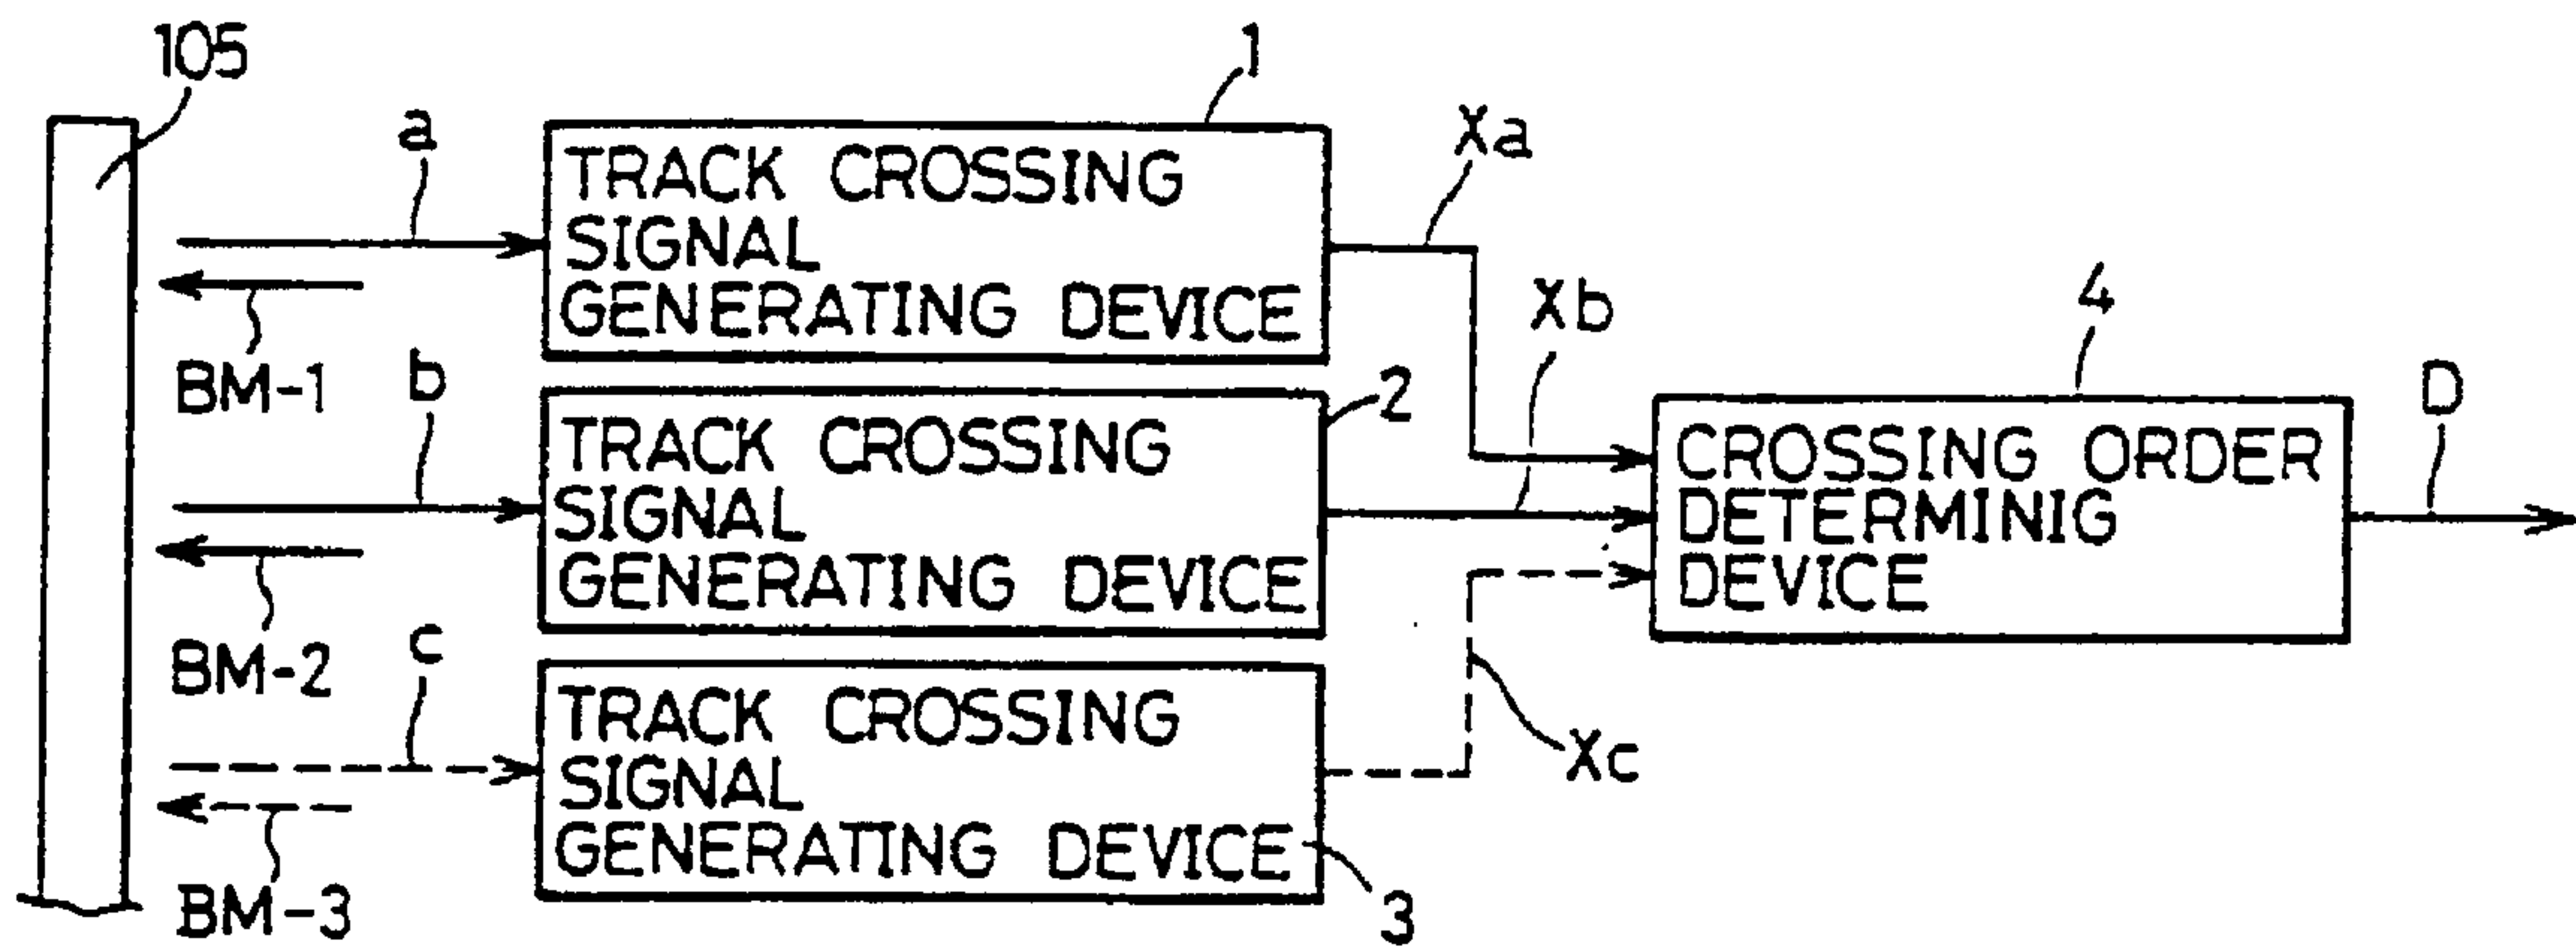 105
1
a
Xa
TRACK CROSSING
SIGNAL
GENERATING DEVICE
BM-1
b
Xb
2
4
D
TRACK CROSSING
SIGNAL
GENERATING DEVICE
CROSSING ORDER
DETERMINIG
DEVICE
BM-2
c
Xc
TRACK CROSSING
SIGNAL
GENERATING DEVICE
BM-3
3